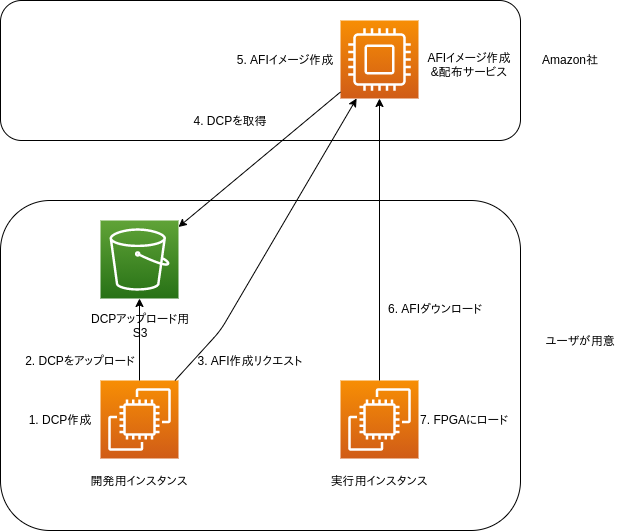 5. AFIイメージ作成
AFIイメージ作成
&配布サービス
Amazon社
4. DCPを取得
DCPアップロード用
S3
6. AFIダウンロード
ユーザが用意
2. DCPをアップロード
3. AFI作成リクエスト
1. DCP作成
7. FPGAにロード
開発用インスタンス
実行用インスタンス